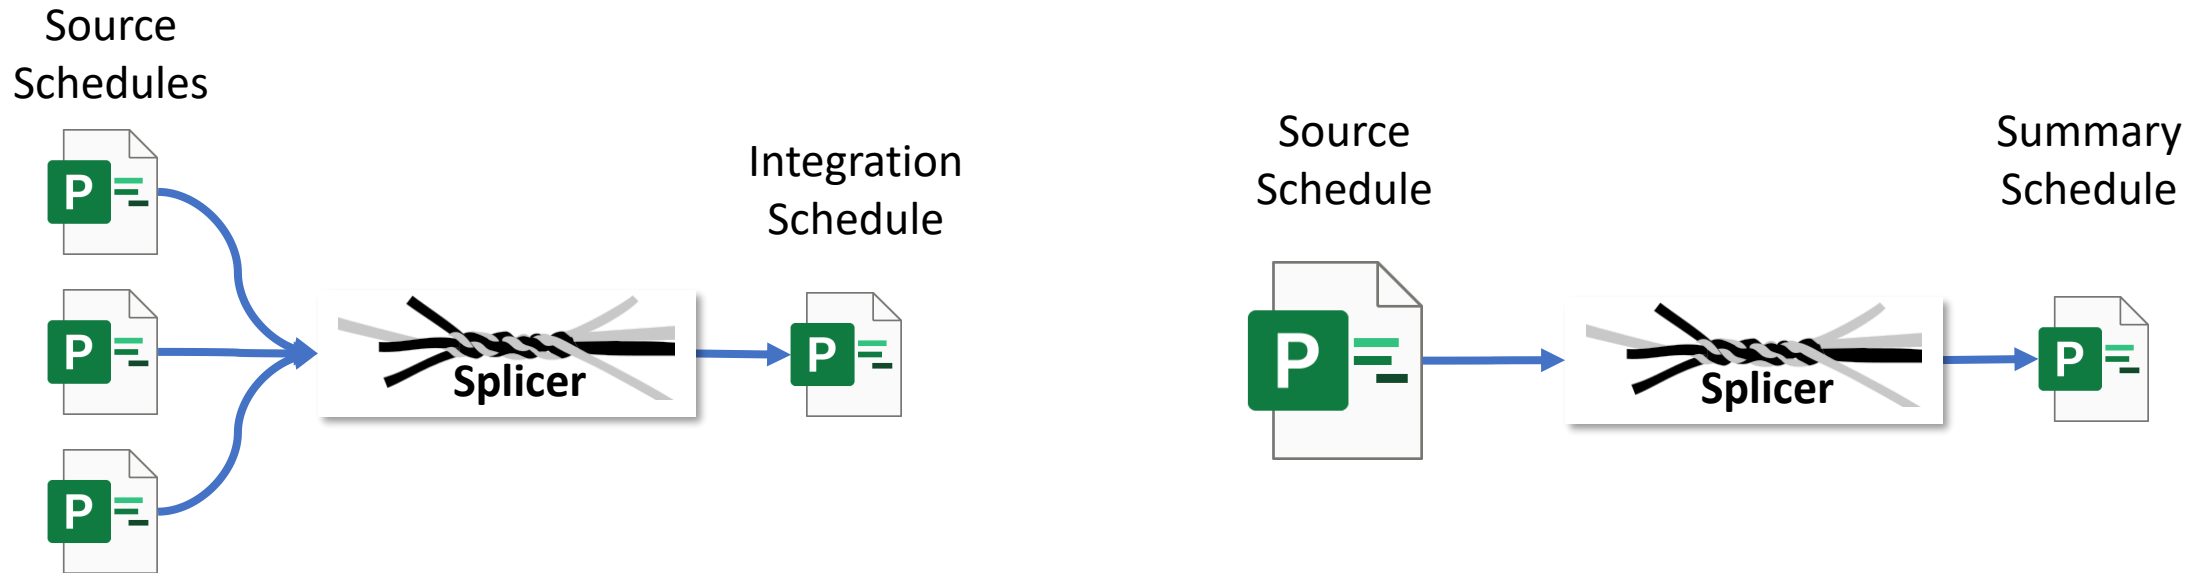 Source
Schedules
P
P
P
Splicer
Integration
Schedule
P
Source
Schedule
P
Splicer
Summary
Schedule
P